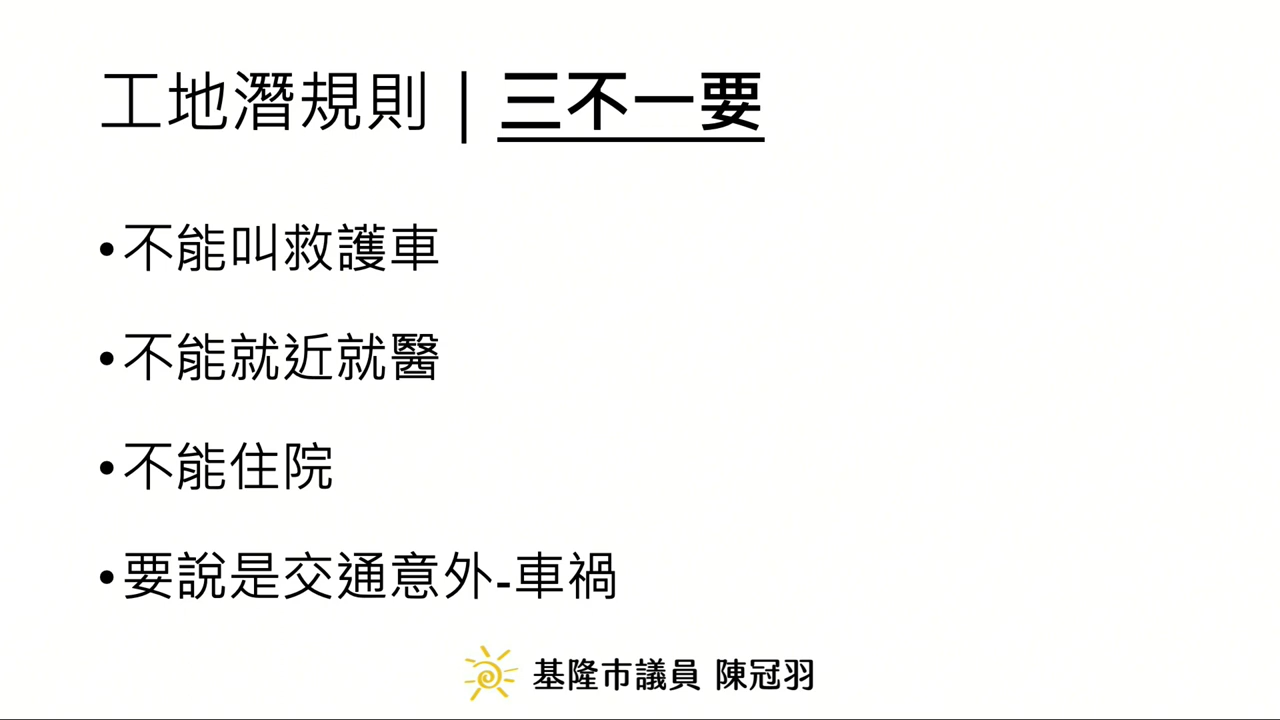 工地潛規則｜三不一要
•不能叫救護車
•不能就近就醫
•不能住院
•要說是交通意外-車禍
基隆市議員 陳冠羽